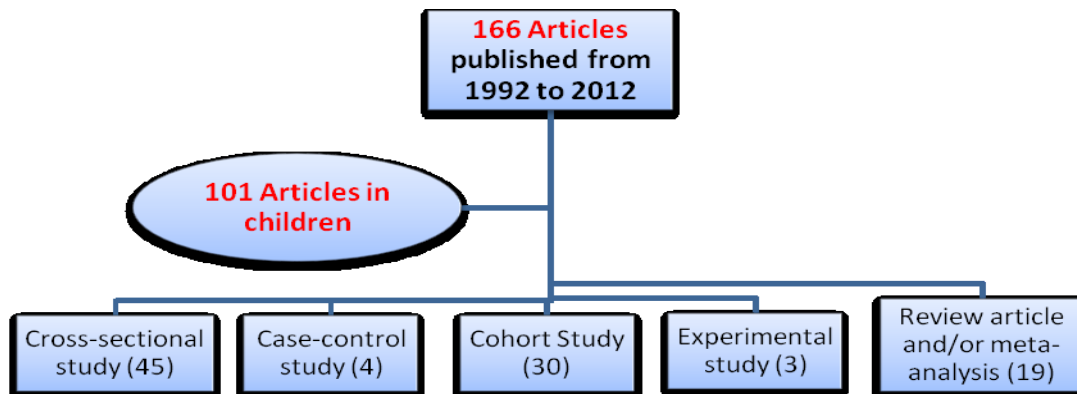 166 Articles
published from
1992 to 2012
101 Articles in
children
Cross-sectional
study (45)
Case-control
study (4)
Cohort Study
(30)
Experimental
study (3)
Review article
and/or meta-
analysis (19)